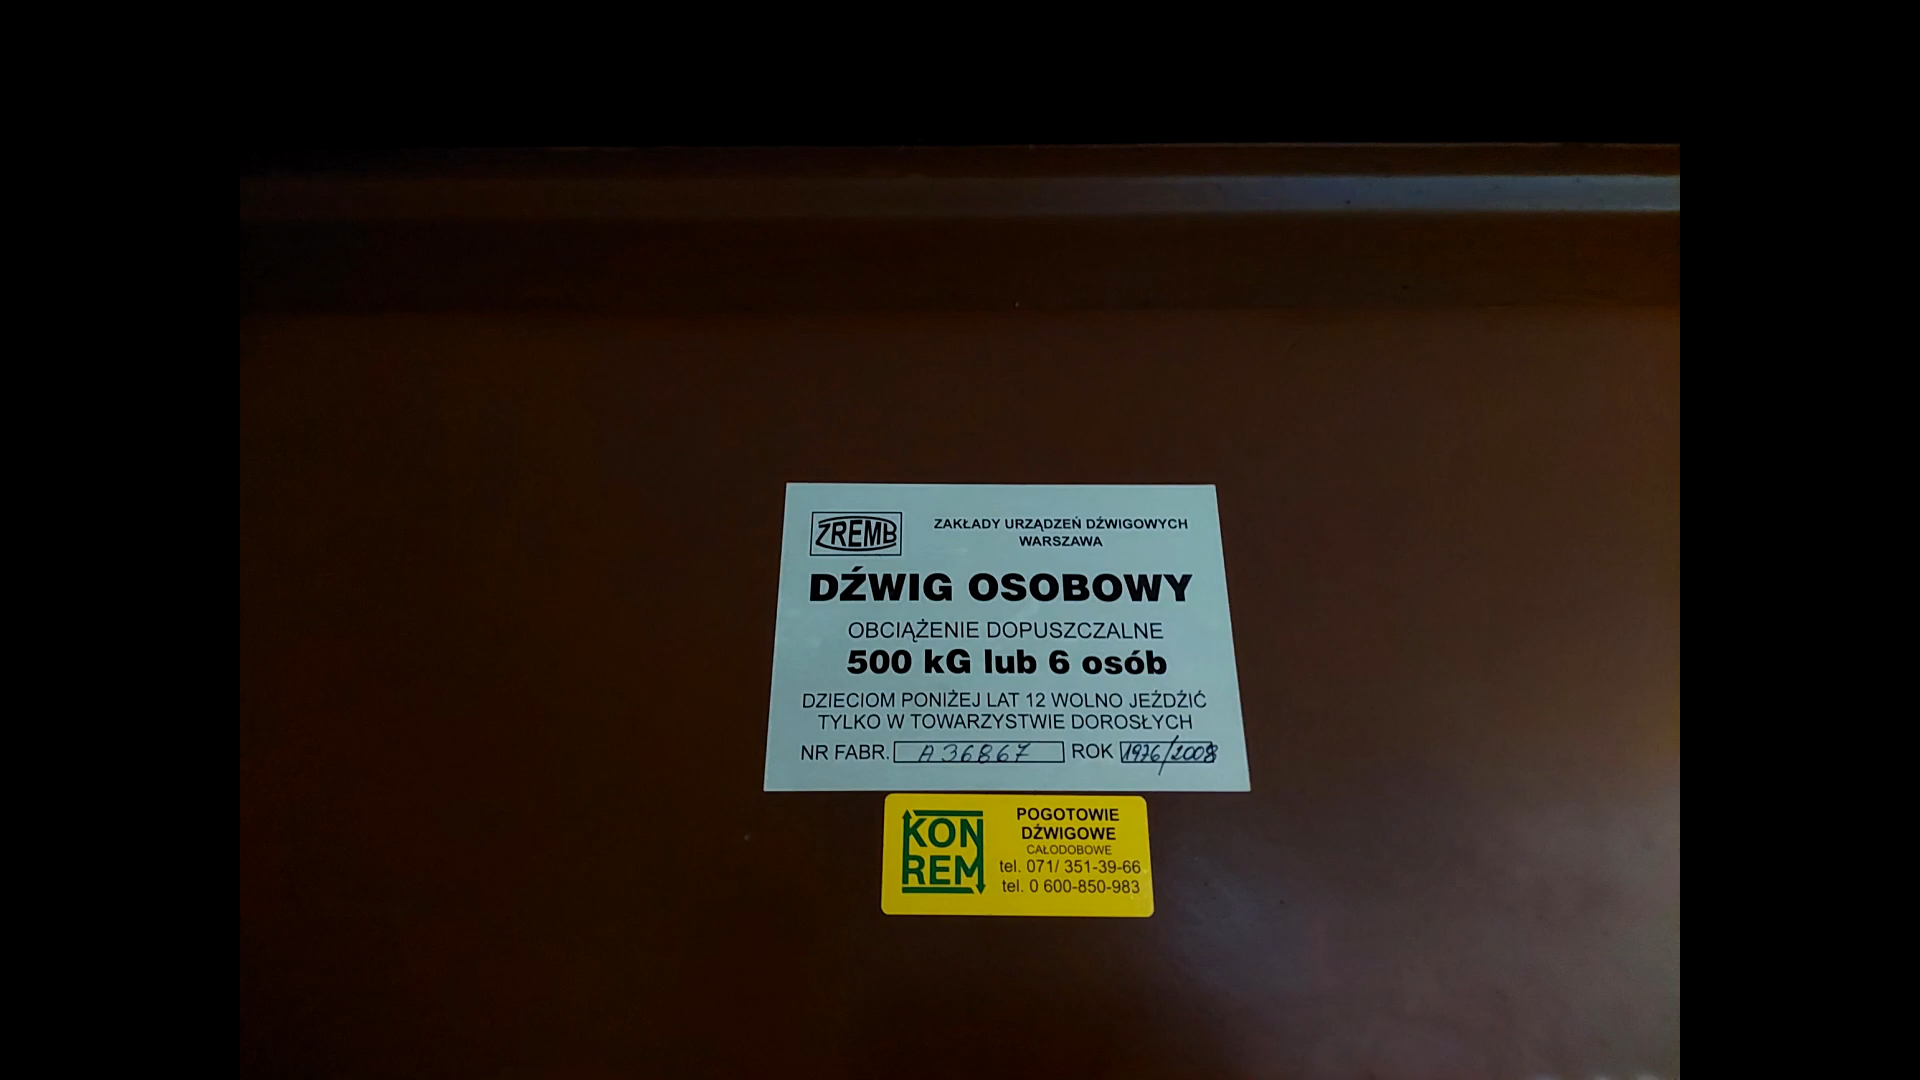 ZREMB
ZAKŁADY URZĄDZEŃ DŹWIGOWYCH
WARSZAWA
DŹWIG OSOBOWY
OBCIĄŻENIE DOPUSZCZALNE
500 kG lub 6 osób
DZIECIOM PONIŻEJ LAT 12 WOLNO JEŹDZIĆ
TYLKO W TOWARZYSTWIE DOROSŁYCH
NR FABR. A 36867 ROK 1976/2008
KON
REM
POGOTOWIE
DŹWIGOWE
CAŁODOBOWE
tel. 071/ 351-39-66
tel. 0 600-850-983